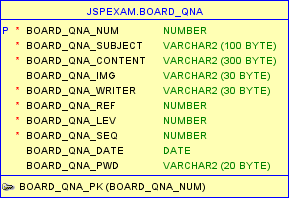 JSPEXAM.BOARD_QNA
P * BOARD_QNA_NUM NUMBER
* BOARD_QNA_SUBJECT VARCHAR2 (100 BYTE)
* BOARD_QNA_CONTENT VARCHAR2 (300 BYTE)
BOARD_QNA_IMG VARCHAR2 (30 BYTE)
* BOARD_QNA_WRITER VARCHAR2 (30 BYTE)
* BOARD_QNA_REF NUMBER
* BOARD_QNA_LEV NUMBER
* BOARD_QNA_SEQ NUMBER
BOARD_QNA_DATE DATE
BOARD_QNA_PWD VARCHAR2 (20 BYTE)
BOARD_QNA_PK (BOARD_QNA_NUM)